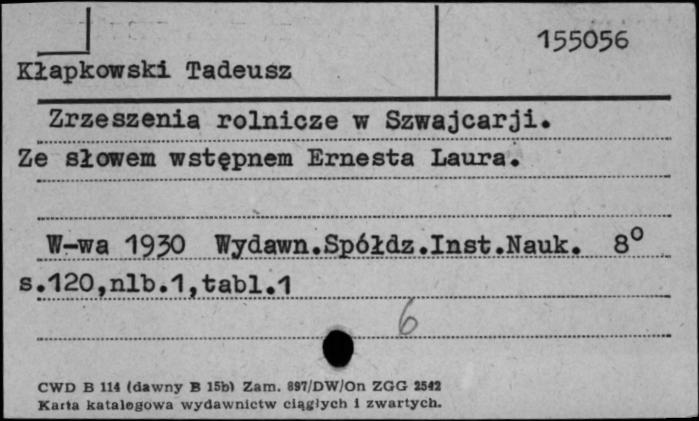 155056
Kłapkowski Tadeusz
Zrzeszenia rolnicze w Szwajcarji.
Ze słowem wstępnem Ernesta Laura.
W-wa 1930 Wydawn.Spółdz.Inst.Nauk. 8°
s.120,nlb.1,tabl.1
6
CWD B 114 (dawny B 15b) Zam. 897/DW/On ZGG 2542
Karta katalogowa wydawnictw ciągłych i zwartych.